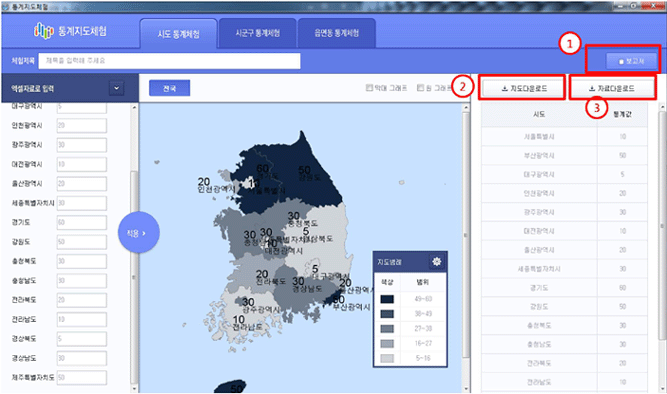 통계지도체험
통계지도체험
시도 통계체험
시군구 통계체험
읍면동 통계체험
1
체험제목
제목을 입력해 주세요
보고서
2
엑셀자료로 입력
전국
막대 그래프
원 그래프
지도다운로드
자료다운로드
3
대구광역시 5
인천광역시 20
광주광역시 30
대전광역시 10
울산광역시 20
세종특별자치시 30
경기도 60
강원도 50
충청북도 30
충청남도 30
전라북도 20
전라남도 10
경상북도 5
경상남도 30
제주특별자치도 50
적용 >
60
50
20
인천광역시
10
강원도
30
충청북도
30
30
5
경상북도
10
대전광역시
20
전라북도
5
대구광역시
30
경상남도
20
울산광역시
50
부산광역시
30
광주광역시
10
전라남도
50
지도범례
색상 범위
49~60
38~49
27~38
16~27
5~16
시도 통계값
서울특별시 10
부산광역시 50
대구광역시 5
인천광역시 20
광주광역시 30
대전광역시 10
울산광역시 20
세종특별자치시 30
경기도 60
강원도 50
충청북도 30
충청남도 30
전라북도 20
전라남도 10